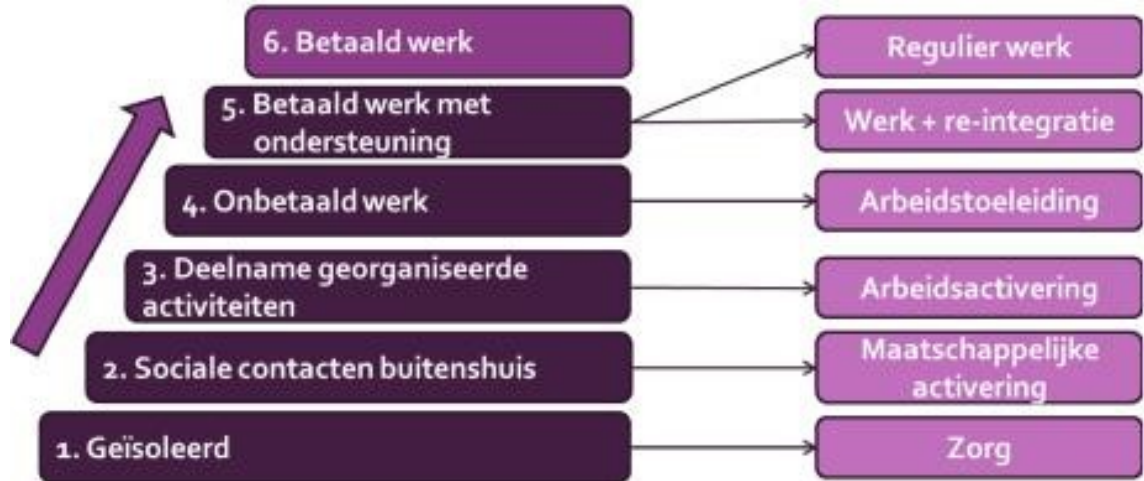 6. Betaald werk
Regulier werk
5. Betaald werk met
ondersteuning
Werk + re-integratie
4. Onbetaald werk
Arbeidstoeleiding
3. Deelname georganiseerde
activiteiten
Arbeidsactivering
2. Sociale contacten buitenshuis
Maatschappelijke
activering
1. Geïsoleerd
Zorg